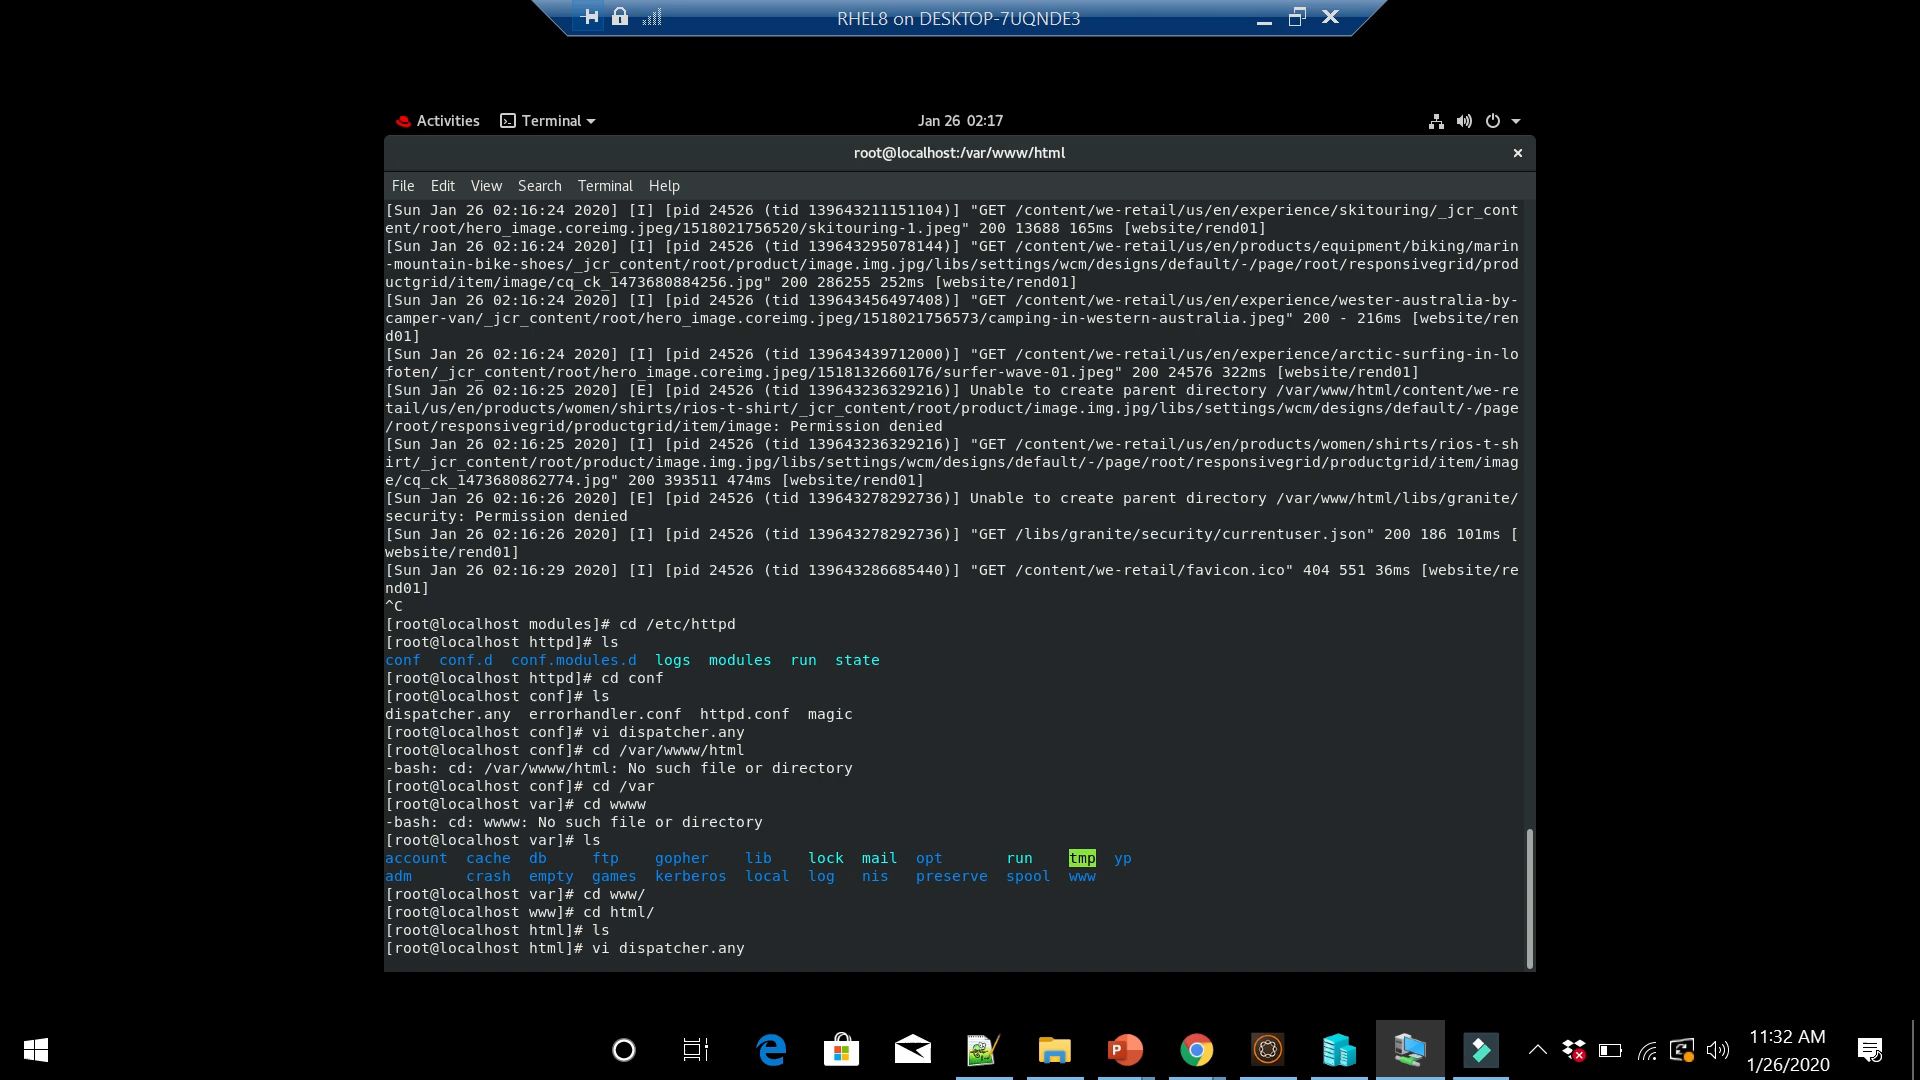 RHEL8 on DESKTOP-7UQNDE3
Activities Terminal Jan 26 02:17
root@localhost:/var/www/html
File Edit View Search Terminal Help
[Sun Jan 26 02:16:24 2020] [I] [pid 24526 (tid 139643211151104)] "GET /content/we-retail/us/en/experience/skitouring/_jcr_cont
ent/root/hero_image.coreimg.jpeg/1518021756520/skitouring-1.jpeg" 200 13688 165ms [website/rend01]
[Sun Jan 26 02:16:24 2020] [I] [pid 24526 (tid 139643295078144)] "GET /content/we-retail/us/en/products/equipment/biking/marin
-mountain-bike-shoes/_jcr_content/root/product/image.img.jpg/libs/settings/wcm/designs/default/-/page/root/responsivegrid/prod
uctgrid/item/image/cq_ck_1473680884256.jpg" 200 286255 252ms [website/rend01]
[Sun Jan 26 02:16:24 2020] [I] [pid 24526 (tid 139643456497408)] "GET /content/we-retail/us/en/experience/wester-australia-by-
camper-van/_jcr_content/root/hero_image.coreimg.jpeg/1518021756573/camping-in-western-australia.jpeg" 200 - 216ms [website/ren
d01]
[Sun Jan 26 02:16:24 2020] [I] [pid 24526 (tid 139643439712000)] "GET /content/we-retail/us/en/experience/arctic-surfing-in-lo
foten/_jcr_content/root/hero_image.coreimg.jpeg/1518132660176/surfer-wave-01.jpeg" 200 24576 322ms [website/rend01]
[Sun Jan 26 02:16:25 2020] [E] [pid 24526 (tid 139643236329216)] Unable to create parent directory /var/www/html/content/we-re
tail/us/en/products/women/shirts/rios-t-shirt/_jcr_content/root/product/image.img.jpg/libs/settings/wcm/designs/default/-/page
/root/responsivegrid/productgrid/item/image: Permission denied
[Sun Jan 26 02:16:25 2020] [I] [pid 24526 (tid 139643236329216)] "GET /content/we-retail/us/en/products/women/shirts/rios-t-sh
irt/_jcr_content/root/product/image.img.jpg/libs/settings/wcm/designs/default/-/page/root/responsivegrid/productgrid/item/imag
e/cq_ck_1473680862774.jpg" 200 393511 474ms [website/rend01]
[Sun Jan 26 02:16:26 2020] [E] [pid 24526 (tid 139643278292736)] Unable to create parent directory /var/www/html/libs/granite/
security: Permission denied
[Sun Jan 26 02:16:26 2020] [I] [pid 24526 (tid 139643278292736)] "GET /libs/granite/security/currentuser.json" 200 186 101ms [
website/rend01]
[Sun Jan 26 02:16:29 2020] [I] [pid 24526 (tid 139643286685440)] "GET /content/we-retail/favicon.ico" 404 551 36ms [website/re
nd01]
^C
[root@localhost modules]# cd /etc/httpd
[root@localhost httpd]# ls
conf conf.d conf.modules.d logs modules run state
[root@localhost httpd]# cd conf
[root@localhost conf]# ls
dispatcher.any errorhandler.conf httpd.conf magic
[root@localhost conf]# vi dispatcher.any
[root@localhost conf]# cd /var/wwww/html
-bash: cd: /var/wwww/html: No such file or directory
[root@localhost conf]# cd /var
[root@localhost var]# cd wwww
-bash: cd: wwww: No such file or directory
[root@localhost var]# ls
account cache db ftp gopher lib lock mail opt run tmp yp
adm crash empty games kerberos local log nis preserve spool www
[root@localhost var]# cd www/
[root@localhost www]# cd html/
[root@localhost html]# ls
[root@localhost html]# vi dispatcher.any
11:32 AM
1/26/2020